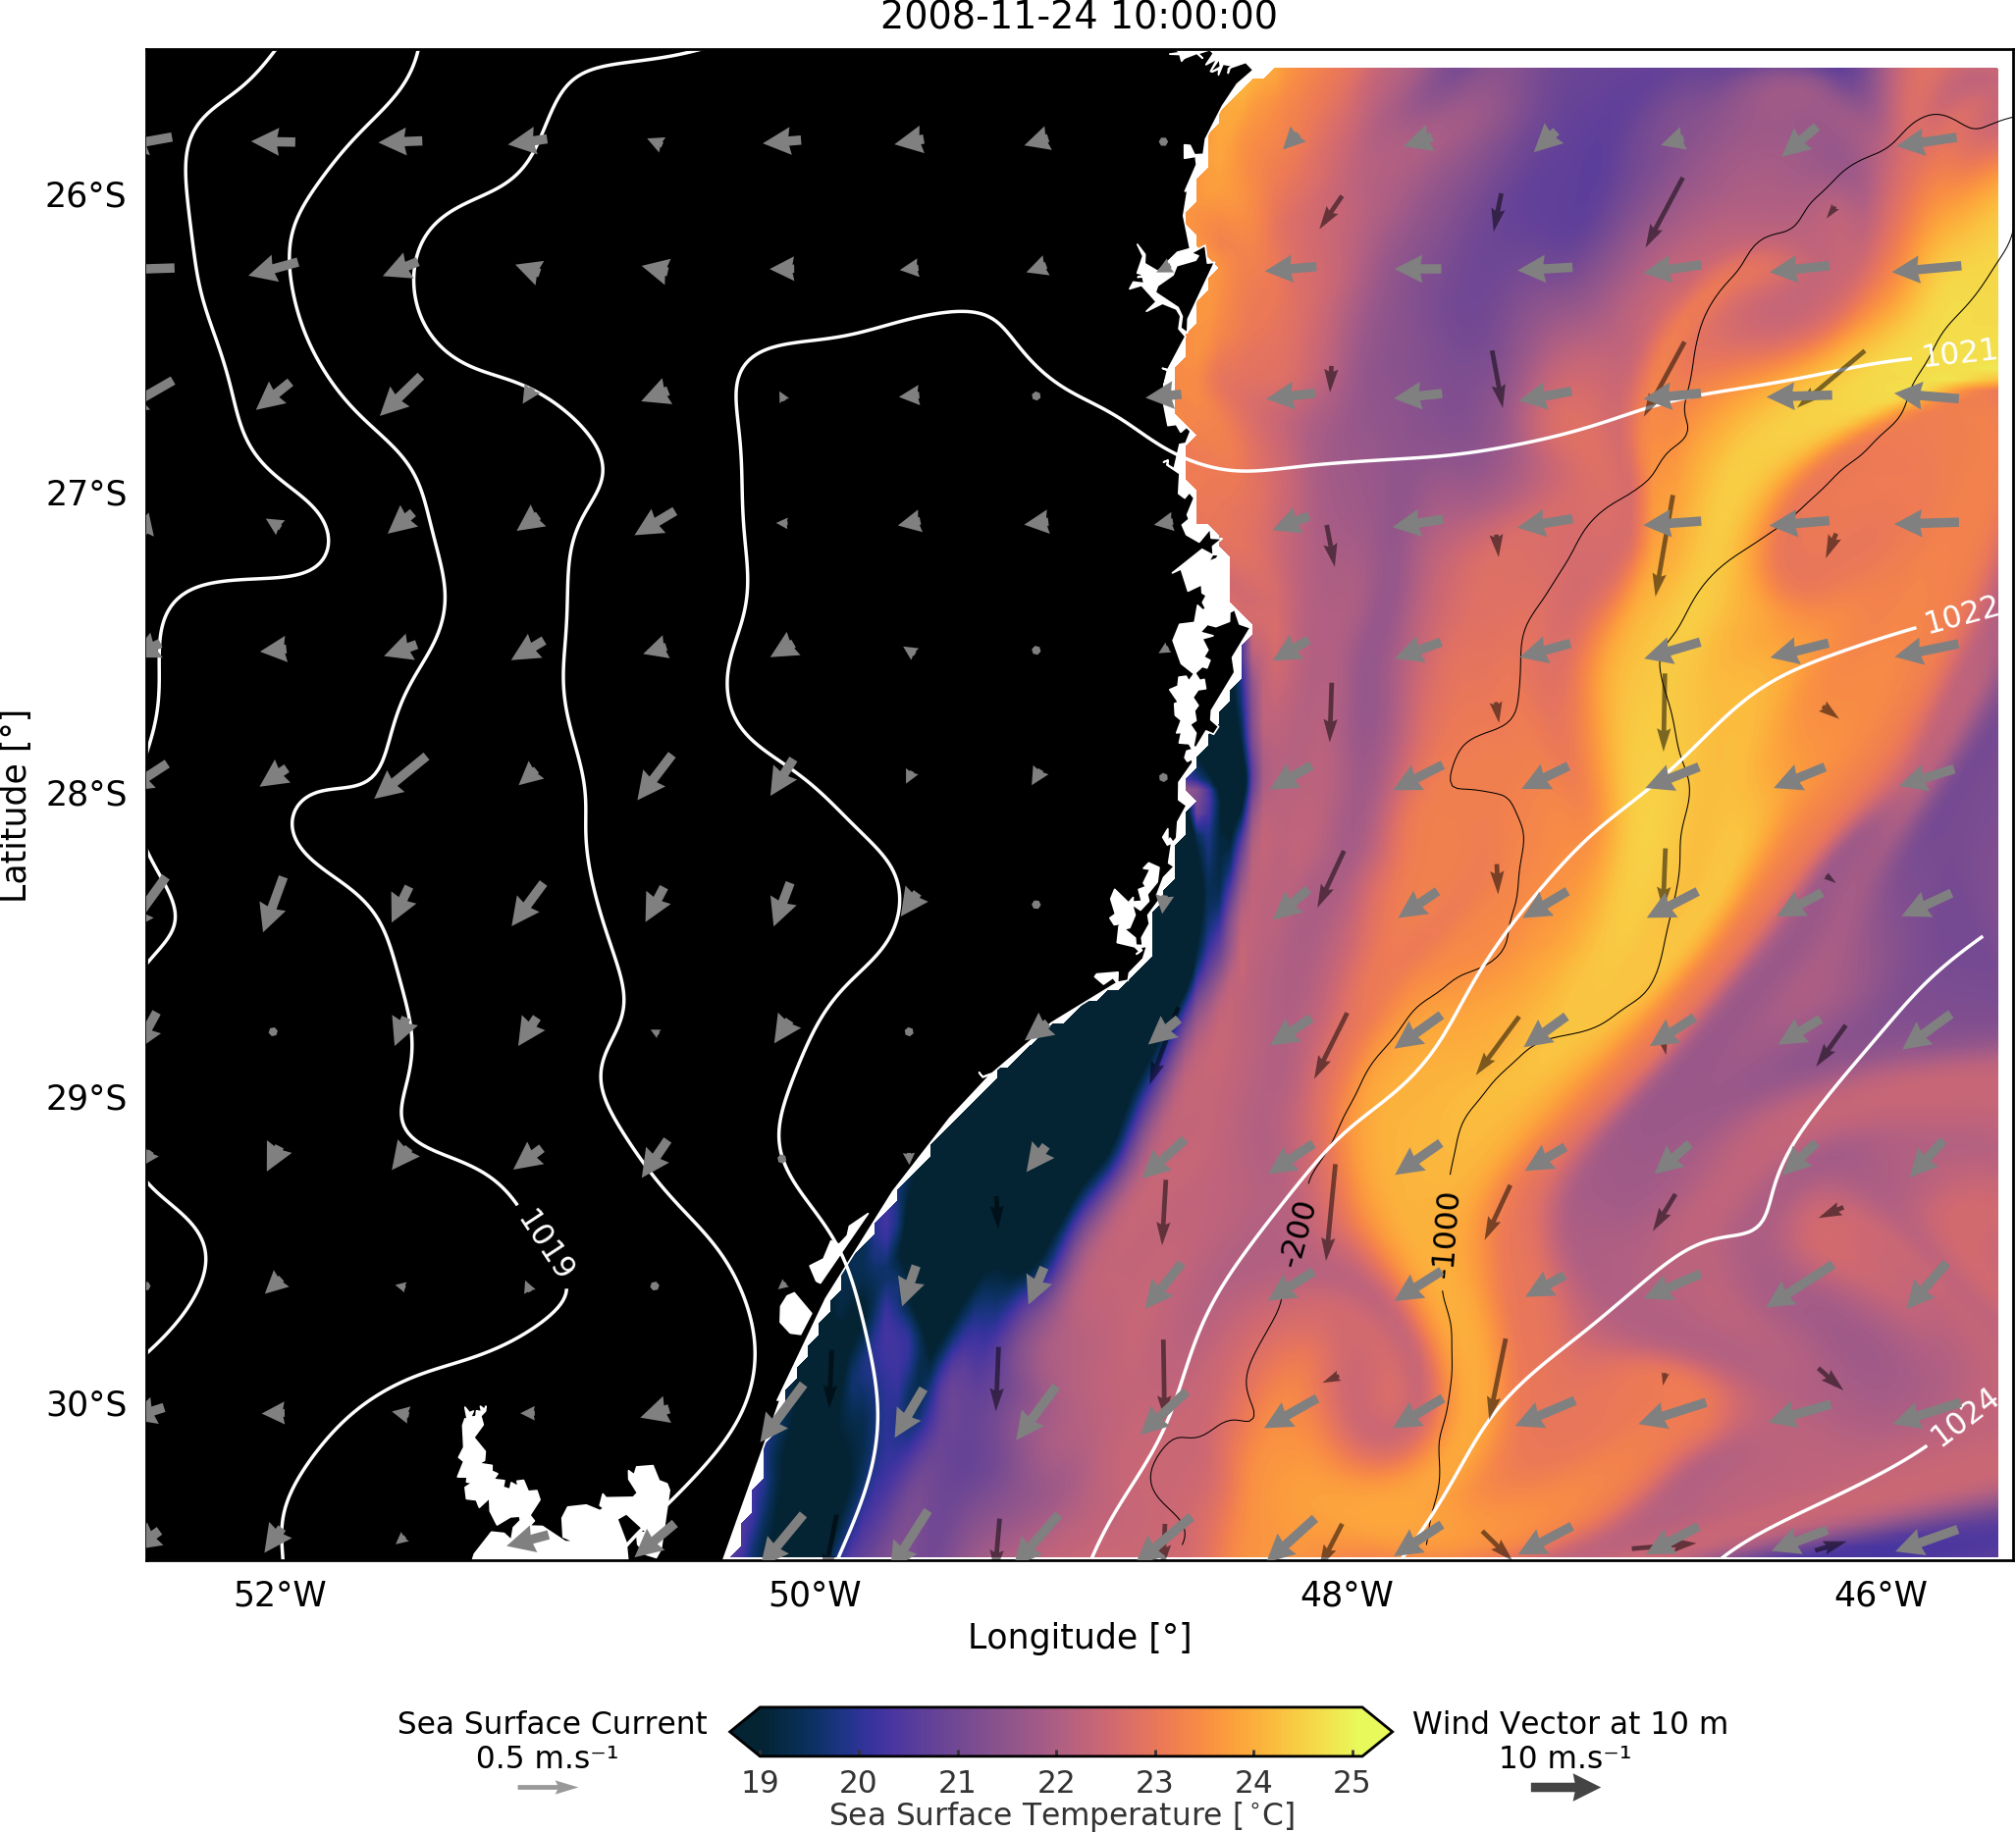 2008-11-24 10:00:00
26°S
27°S
28°S
29°S
30°S
Latitude [°]
1021
1022
1019
-200
-1000
1024
52°W
50°W
48°W
46°W
Longitude [°]
Sea Surface Current
0.5 m.s⁻¹
19
20
21
22
23
24
25
Sea Surface Temperature [°C]
Wind Vector at 10 m
10 m.s⁻¹